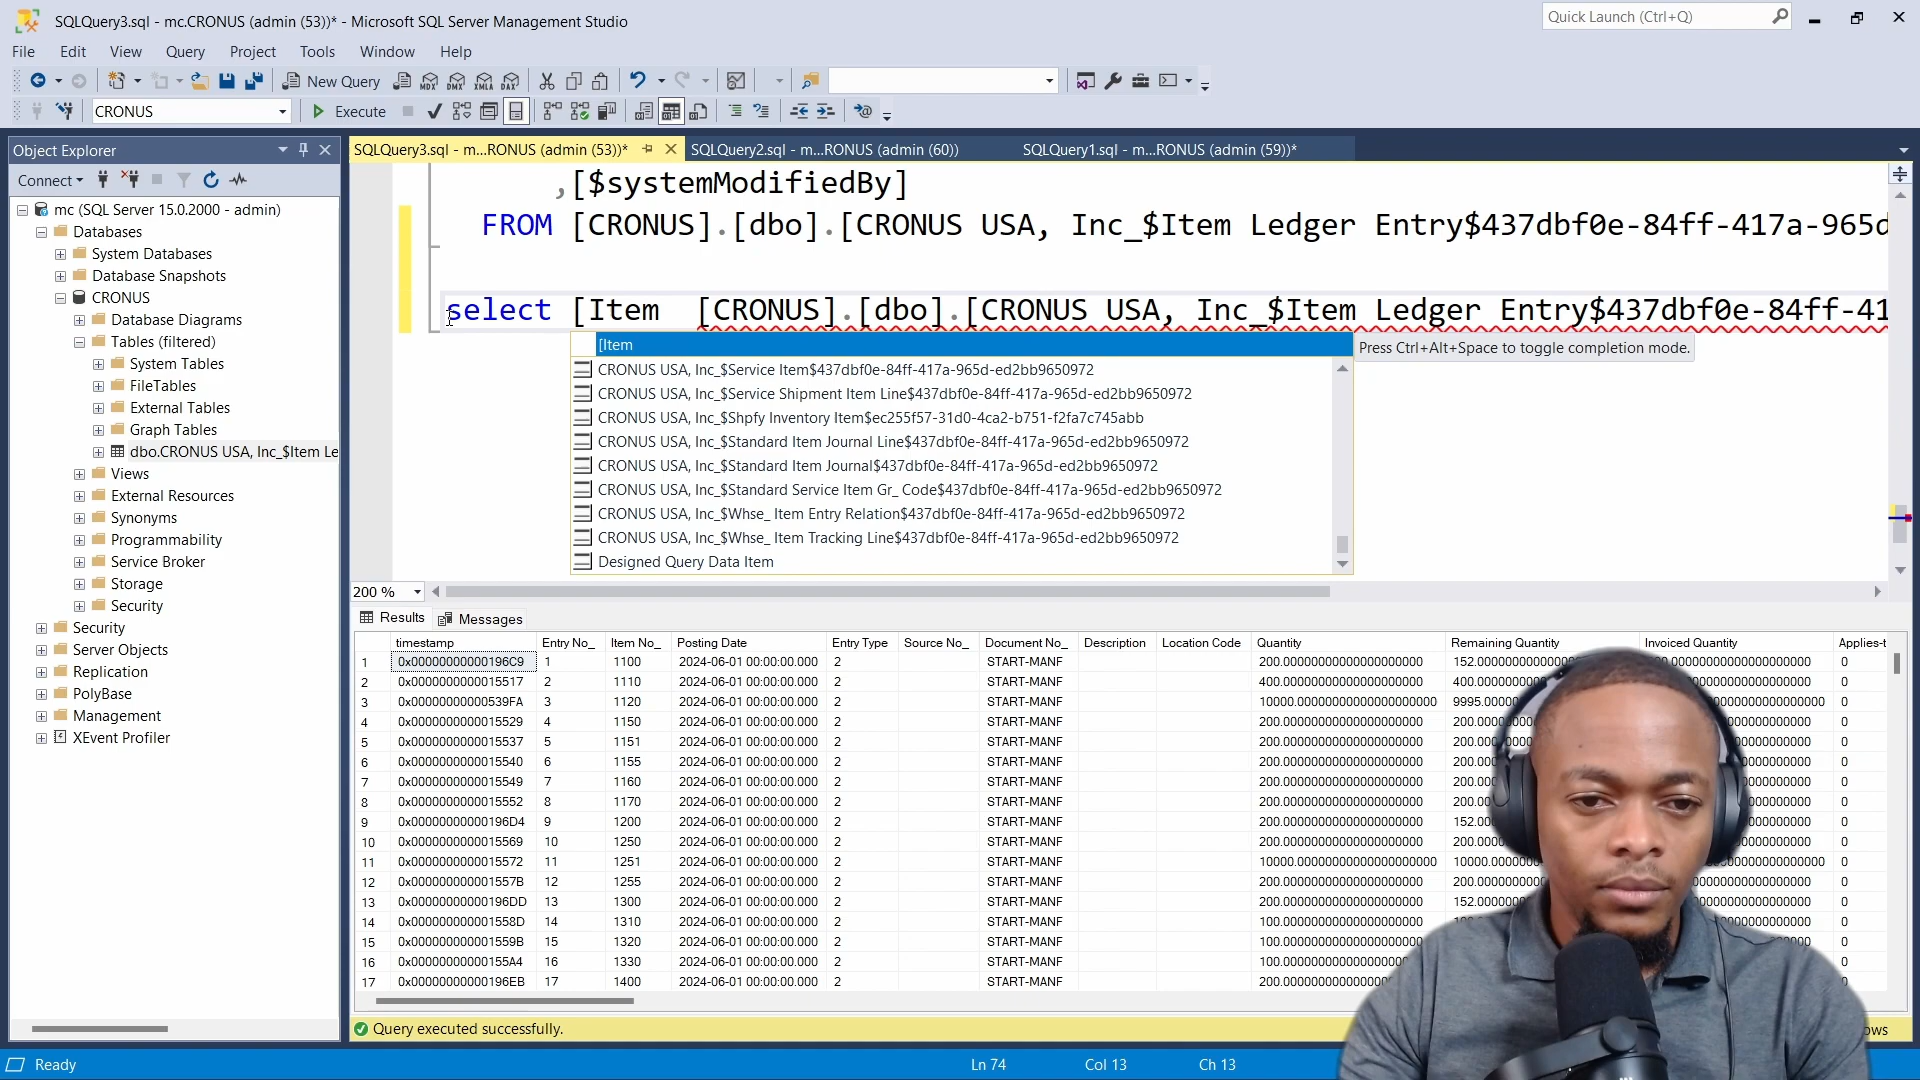 SQLQuery3.sql - mc.CRONUS (admin (53))* - Microsoft SQL Server Management Studio
Quick Launch (Ctrl+Q)
File Edit View Query Project Tools Window Help
New Query
CRONUS Execute
Object Explorer
SQLQuery3.sql - m...RONUS (admin (53))* SQLQuery2.sql - m...RONUS (admin (60)) SQLQuery1.sql - m...RONUS (admin (59))*
Connect
mc (SQL Server 15.0.2000 - admin)
Databases
System Databases
Database Snapshots
CRONUS
Database Diagrams
Tables (filtered)
System Tables
FileTables
External Tables
Graph Tables
dbo.CRONUS USA, Inc_$Item Le
Views
External Resources
Synonyms
Programmability
Service Broker
Storage
Security
Security
Server Objects
Replication
PolyBase
Management
XEvent Profiler
,[$systemModifiedBy]
FROM [CRONUS].[dbo].[CRONUS USA, Inc_$Item Ledger Entry$437dbf0e-84ff-417a-965d
select [Item [CRONUS].[dbo].[CRONUS USA, Inc_$Item Ledger Entry$437dbf0e-84ff-41
[Item
Press Ctrl+Alt+Space to toggle completion mode.
CRONUS USA, Inc_$Service Item$437dbf0e-84ff-417a-965d-ed2bb9650972
CRONUS USA, Inc_$Service Shipment Item Line$437dbf0e-84ff-417a-965d-ed2bb9650972
CRONUS USA, Inc_$Shpfy Inventory Item$ec255f57-31d0-4ca2-b751-f2fa7c745abb
CRONUS USA, Inc_$Standard Item Journal Line$437dbf0e-84ff-417a-965d-ed2bb9650972
CRONUS USA, Inc_$Standard Item Journal$437dbf0e-84ff-417a-965d-ed2bb9650972
CRONUS USA, Inc_$Standard Service Item Gr_ Code$437dbf0e-84ff-417a-965d-ed2bb9650972
CRONUS USA, Inc_$Whse_ Item Entry Relation$437dbf0e-84ff-417a-965d-ed2bb9650972
CRONUS USA, Inc_$Whse_ Item Tracking Line$437dbf0e-84ff-417a-965d-ed2bb9650972
Designed Query Data Item
200 %
Results Messages
timestamp Entry No_ Item No_ Posting Date Entry Type Source No_ Document No_ Description Location Code Quantity Remaining Quantity Invoiced Quantity Applies-t
1 0x00000000000196C9 1 1100 2024-06-01 00:00:00.000 2 START-MANF 200.00000000000000000000 0
2 0x0000000000015517 2 1110 2024-06-01 00:00:00.000 2 START-MANF 400.00000000000000000000 0
3 0x00000000000539FA 3 1120 2024-06-01 00:00:00.000 2 START-MANF 10000.00000000000000000000 0
4 0x0000000000015529 4 1150 2024-06-01 00:00:00.000 2 START-MANF 200.00000000000000000000 0
5 0x0000000000015537 5 1151 2024-06-01 00:00:00.000 2 START-MANF 200.00000000000000000000 0
6 0x0000000000015540 6 1155 2024-06-01 00:00:00.000 2 START-MANF 200.00000000000000000000 0
7 0x0000000000015549 7 1160 2024-06-01 00:00:00.000 2 START-MANF 200.00000000000000000000 0
8 0x0000000000015552 8 1170 2024-06-01 00:00:00.000 2 START-MANF 200.00000000000000000000 0
9 0x00000000000196D4 9 1200 2024-06-01 00:00:00.000 2 START-MANF 200.00000000000000000000 0
10 0x0000000000015569 10 1250 2024-06-01 00:00:00.000 2 START-MANF 200.00000000000000000000 0
11 0x0000000000015572 11 1251 2024-06-01 00:00:00.000 2 START-MANF 10000.00000000000000000000 0
12 0x000000000001557B 12 1255 2024-06-01 00:00:00.000 2 START-MANF 200.00000000000000000000 0
13 0x00000000000196DD 13 1300 2024-06-01 00:00:00.000 2 START-MANF 200.00000000000000000000 0
14 0x000000000001558D 14 1310 2024-06-01 00:00:00.000 2 START-MANF 0
15 0x000000000001559B 15 1320 2024-06-01 00:00:00.000 2 START-MANF 0
16 0x00000000000155A4 16 1330 2024-06-01 00:00:00.000 2 START-MANF 0
17 0x00000000000196EB 17 1400 2024-06-01 00:00:00.000 2 START-MANF
Query executed successfully.
Ready Ln 74 Col 13 Ch 13